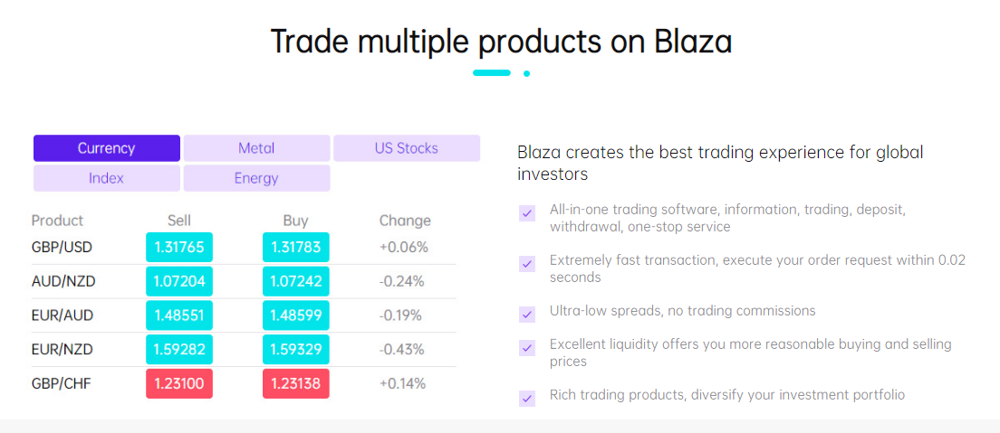 Trade multiple products on Blaza
Currency
Metal
US Stocks
Index
Energy
Product Sell Buy Change
GBP/USD 1.31765 1.31783 +0.06%
AUD/NZD 1.07204 1.07242 -0.24%
EUR/AUD 1.48551 1.48599 -0.19%
EUR/NZD 1.59282 1.59329 -0.43%
GBP/CHF 1.23100 1.23138 +0.14%
Blaza creates the best trading experience for global
investors
All-in-one trading software, information, trading, deposit,
withdrawal, one-stop service
Extremely fast transaction, execute your order request within 0.02
seconds
Ultra-low spreads, no trading commissions
Excellent liquidity offers you more reasonable buying and selling
prices
Rich trading products, diversify your investment portfolio